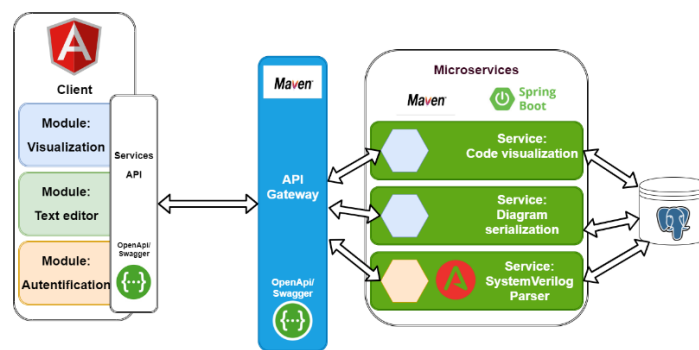 Client
Module:
Visualization
Module:
Text editor
Module:
Autentification
Services
API
OpenApi/
Swagger
{...}
Maven
API
Gateway
OpenApi/
Swagger
{...}
Microservices
Maven
Spring
Boot
Service:
Code visualization
Service:
Diagram
serialization
Service:
SystemVerilog
Parser